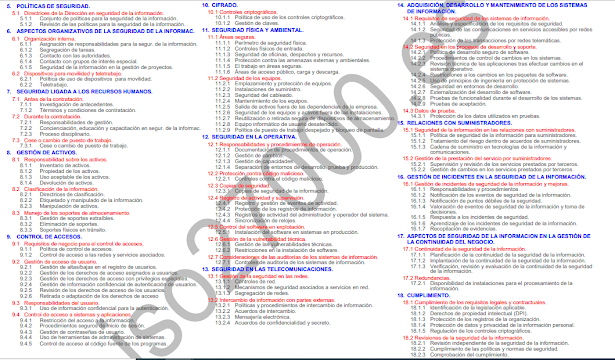 5. POLÍTICAS DE SEGURIDAD.
5.1 Directrices de la Dirección en seguridad de la información.
5.1.1 Conjunto de políticas para la seguridad de la información.
5.1.2 Revisión de las políticas para la seguridad de la información.
6. ASPECTOS ORGANIZATIVOS DE LA SEGURIDAD DE LA INFORMAC.
6.1 Organización interna.
6.1.1 Asignación de responsabilidades para la segur. de la información.
6.1.2 Segregación de tareas.
6.1.3 Contacto con las autoridades.
6.1.4 Contacto con grupos de interés especial.
6.1.5 Seguridad de la información en la gestión de proyectos.
6.2 Dispositivos para movilidad y teletrabajo.
6.2.1 Política de uso de dispositivos para movilidad.
6.2.2 Teletrabajo.
7. SEGURIDAD LIGADA A LOS RECURSOS HUMANOS.
7.1 Antes de la contratación.
7.1.1 Investigación de antecedentes.
7.1.2 Términos y condiciones de contratación.
7.2 Durante la contratación.
7.2.1 Responsabilidades de gestión.
7.2.2 Concienciación, educación y capacitación en segur. de la informac.
7.2.3 Proceso disciplinario.
7.3 Cese o cambio de puesto de trabajo.
7.3.1 Cese o cambio de puesto de trabajo.
8. GESTIÓN DE ACTIVOS.
8.1 Responsabilidad sobre los activos.
8.1.1 Inventario de activos.
8.1.2 Propiedad de los activos.
8.1.3 Uso aceptable de los activos.
8.1.4 Devolución de activos.
8.2 Clasificación de la información.
8.2.1 Directrices de clasificación.
8.2.2 Etiquetado y manipulado de la información.
8.2.3 Manipulación de activos.
8.3 Manejo de los soportes de almacenamiento.
8.3.1 Gestión de soportes extraíbles.
8.3.2 Eliminación de soportes.
8.3.3 Soportes físicos en tránsito.
9. CONTROL DE ACCESOS.
9.1 Requisitos de negocio para el control de accesos.
9.1.1 Política de control de accesos.
9.1.2 Control de acceso a las redes y servicios asociados.
9.2 Gestión de acceso de usuario.
9.2.1 Gestión de altas/bajas en el registro de usuarios.
9.2.2 Gestión de los derechos de acceso asignados a usuarios.
9.2.3 Gestión de los derechos de acceso con privilegios especiales.
9.2.4 Gestión de información confidencial de autenticación de usuarios.
9.2.5 Revisión de los derechos de acceso de los usuarios.
9.2.6 Retirada o adaptación de los derechos de acceso
9.3 Responsabilidades del usuario.
9.3.1 Uso de información confidencial para la autenticación.
9.4 Control de acceso a sistemas y aplicaciones.
9.4.1 Restricción del acceso a la información.
9.4.2 Procedimientos seguros de inicio de sesión.
9.4.3 Gestión de contraseñas de usuario.
9.4.4 Uso de herramientas de administración de sistemas.
9.4.5 Control de acceso al código fuente de los programas.
10. CIFRADO.
10.1 Controles criptográficos.
10.1.1 Política de uso de los controles criptográficos.
10.1.2 Gestión de claves.
11. SEGURIDAD FÍSICA Y AMBIENTAL.
11.1 Áreas seguras.
11.1.1 Perímetro de seguridad física.
11.1.2 Controles físicos de entrada.
11.1.3 Seguridad de oficinas, despachos y recursos.
11.1.4 Protección contra las amenazas externas y ambientales.
11.1.5 El trabajo en áreas seguras.
11.1.6 Áreas de acceso público, carga y descarga.
11.2 Seguridad de los equipos.
11.2.1 Emplazamiento y protección de equipos.
11.2.2 Instalaciones de suministro.
11.2.3 Seguridad del cableado.
11.2.4 Mantenimiento de los equipos.
11.2.5 Salida de activos fuera de las dependencias de la empresa.
11.2.6 Seguridad de los equipos y activos fuera de las instalaciones.
11.2.7 Reutilización o retirada segura de dispositivos de almacenamiento.
11.2.8 Equipo informático de usuario desatendido.
11.2.9 Política de puesto de trabajo despejado y bloqueo de pantalla.
12. SEGURIDAD EN LA OPERATIVA.
12.1 Responsabilidades y procedimientos de operación.
12.1.1 Documentación de procedimientos de operación.
12.1.2 Gestión de cambios.
12.1.3 Gestión de capacidades.
12.1.4 Separación de entornos de desarrollo, prueba y producción.
12.2 Protección contra código malicioso.
12.2.1 Controles contra el código malicioso.
12.3 Copias de seguridad.
12.3.1 Copias de seguridad de la información.
12.4 Registro de actividad y supervisión.
12.4.1 Registro y gestión de eventos de actividad.
12.4.2 Protección de los registros de información.
12.4.3 Registros de actividad del administrador y operador del sistema.
12.4.4 Sincronización de relojes.
12.5 Control del software en explotación.
12.5.1 Instalación del software en sistemas en producción.
12.6 Gestión de la vulnerabilidad técnica.
12.6.1 Gestión de las vulnerabilidades técnicas.
12.6.2 Restricciones en la instalación de software.
12.7 Consideraciones de las auditorías de los sistemas de información.
12.7.1 Controles de auditoría de los sistemas de información.
13. SEGURIDAD EN LAS TELECOMUNICACIONES.
13.1 Gestión de la seguridad en las redes.
13.1.1 Controles de red.
13.1.2 Mecanismos de seguridad asociados a servicios en red.
13.1.3 Segregación de redes.
13.2 Intercambio de información con partes externas.
13.2.1 Políticas y procedimientos de intercambio de información.
13.2.2 Acuerdos de intercambio.
13.2.3 Mensajería electrónica.
13.2.4 Acuerdos de confidencialidad y secreto.
14. ADQUISICIÓN, DESARROLLO Y MANTENIMIENTO DE LOS SISTEMAS
DE INFORMACIÓN.
14.1 Requisitos de seguridad de los sistemas de información.
14.1.1 Análisis y especificación de los requisitos de seguridad.
14.1.2 Seguridad de las comunicaciones en servicios accesibles por redes
públicas.
14.1.3 Protección de las transacciones por redes telemáticas.
14.2 Seguridad en los procesos de desarrollo y soporte.
14.2.1 Política de desarrollo seguro de software.
14.2.2 Procedimientos de control de cambios en los sistemas.
14.2.3 Revisión técnica de las aplicaciones tras efectuar cambios en el
sistema operativo.
14.2.4 Restricciones a los cambios en los paquetes de software.
14.2.5 Uso de principios de ingeniería en protección de sistemas.
14.2.6 Seguridad en entornos de desarrollo.
14.2.7 Externalización del desarrollo de software.
14.2.8 Pruebas de funcionalidad durante el desarrollo de los sistemas.
14.2.9 Pruebas de aceptación.
14.3 Datos de prueba.
14.3.1 Protección de los datos utilizados en pruebas.
15. RELACIONES CON SUMINISTRADORES.
15.1 Seguridad de la información en las relaciones con suministradores.
15.1.1 Política de seguridad de la información para suministradores.
15.1.2 Tratamiento del riesgo dentro de acuerdos de suministradores.
15.1.3 Cadena de suministro en tecnologías de la información y
comunicaciones.
15.2 Gestión de la prestación del servicio por suministradores.
15.2.1 Supervisión y revisión de los servicios prestados por terceros.
15.2.2 Gestión de cambios en los servicios prestados por terceros
16. GESTIÓN DE INCIDENTES EN LA SEGURIDAD DE LA INFORMACIÓN.
16.1 Gestión de incidentes de seguridad de la información y mejoras.
16.1.1 Responsabilidades y procedimientos.
16.1.2 Notificación de los eventos de seguridad de la información.
16.1.3 Notificación de puntos débiles de la seguridad.
16.1.4 Valoración de eventos de seguridad de la información y toma de
decisiones.
16.1.5 Respuesta a los incidentes de seguridad.
16.1.6 Aprendizaje de los incidentes de seguridad de la información.
16.1.7 Recopilación de evidencias.
17. ASPECTOS DE SEGURIDAD DE LA INFORMACIÓN EN LA GESTIÓN DE
LA CONTINUIDAD DEL NEGOCIO.
17.1 Continuidad de la seguridad de la información.
17.1.1 Planificación de la continuidad de la seguridad de la información.
17.1.2 Implantación de la continuidad de la seguridad de la información.
17.1.3 Verificación, revisión y evaluación de la continuidad de la seguridad
de la información.
17.2 Redundancias.
17.2.1 Disponibilidad de instalaciones para el procesamiento de la
información.
18. CUMPLIMIENTO.
18.1 Cumplimiento de los requisitos legales y contractuales.
18.1.1 Identificación de la legislación aplicable.
18.1.2 Derechos de propiedad intelectual (DPI).
18.1.3 Protección de los registros de la organización.
18.1.4 Protección de datos y privacidad de la información personal.
18.1.5 Regulación de los controles criptográficos.
18.2 Revisiones de la seguridad de la información.
18.2.1 Revisión independiente de la seguridad de la información.
18.2.2 Cumplimiento de las políticas y normas de seguridad.
18.2.3 Comprobación del cumplimiento.